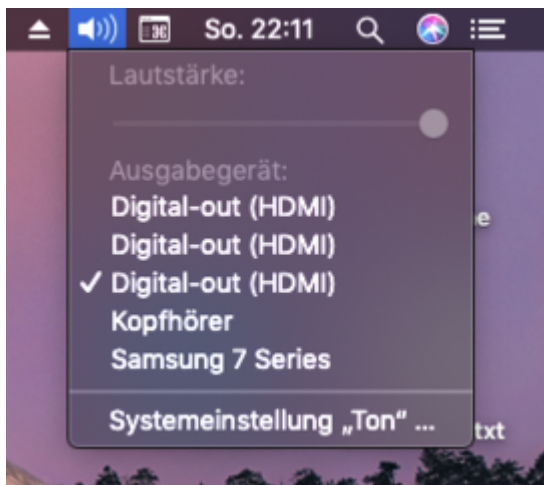 So. 22:11
Lautstärke:
Ausgabegerät:
Digital-out (HDMI)
Digital-out (HDMI)
✓ Digital-out (HDMI)
Kopfhörer
Samsung 7 Series
Systemeinstellung „Ton“ ...
txt